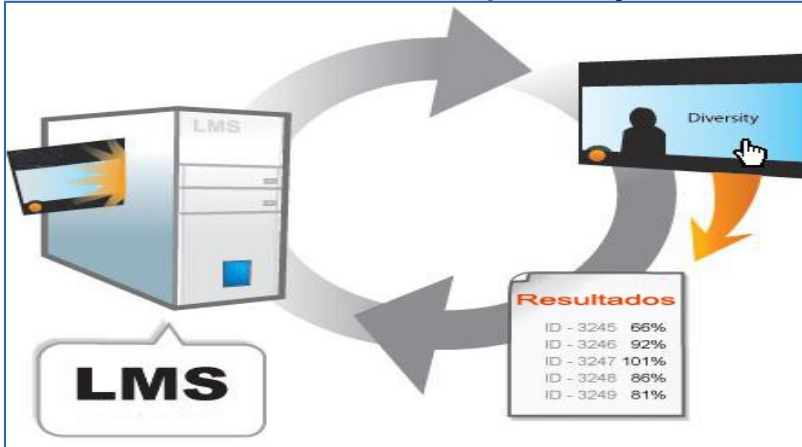 LMS
Diversity
Resultados
ID - 3245 66%
ID - 3246 92%
ID - 3247 101%
ID - 3248 86%
ID - 3249 81%
LMS